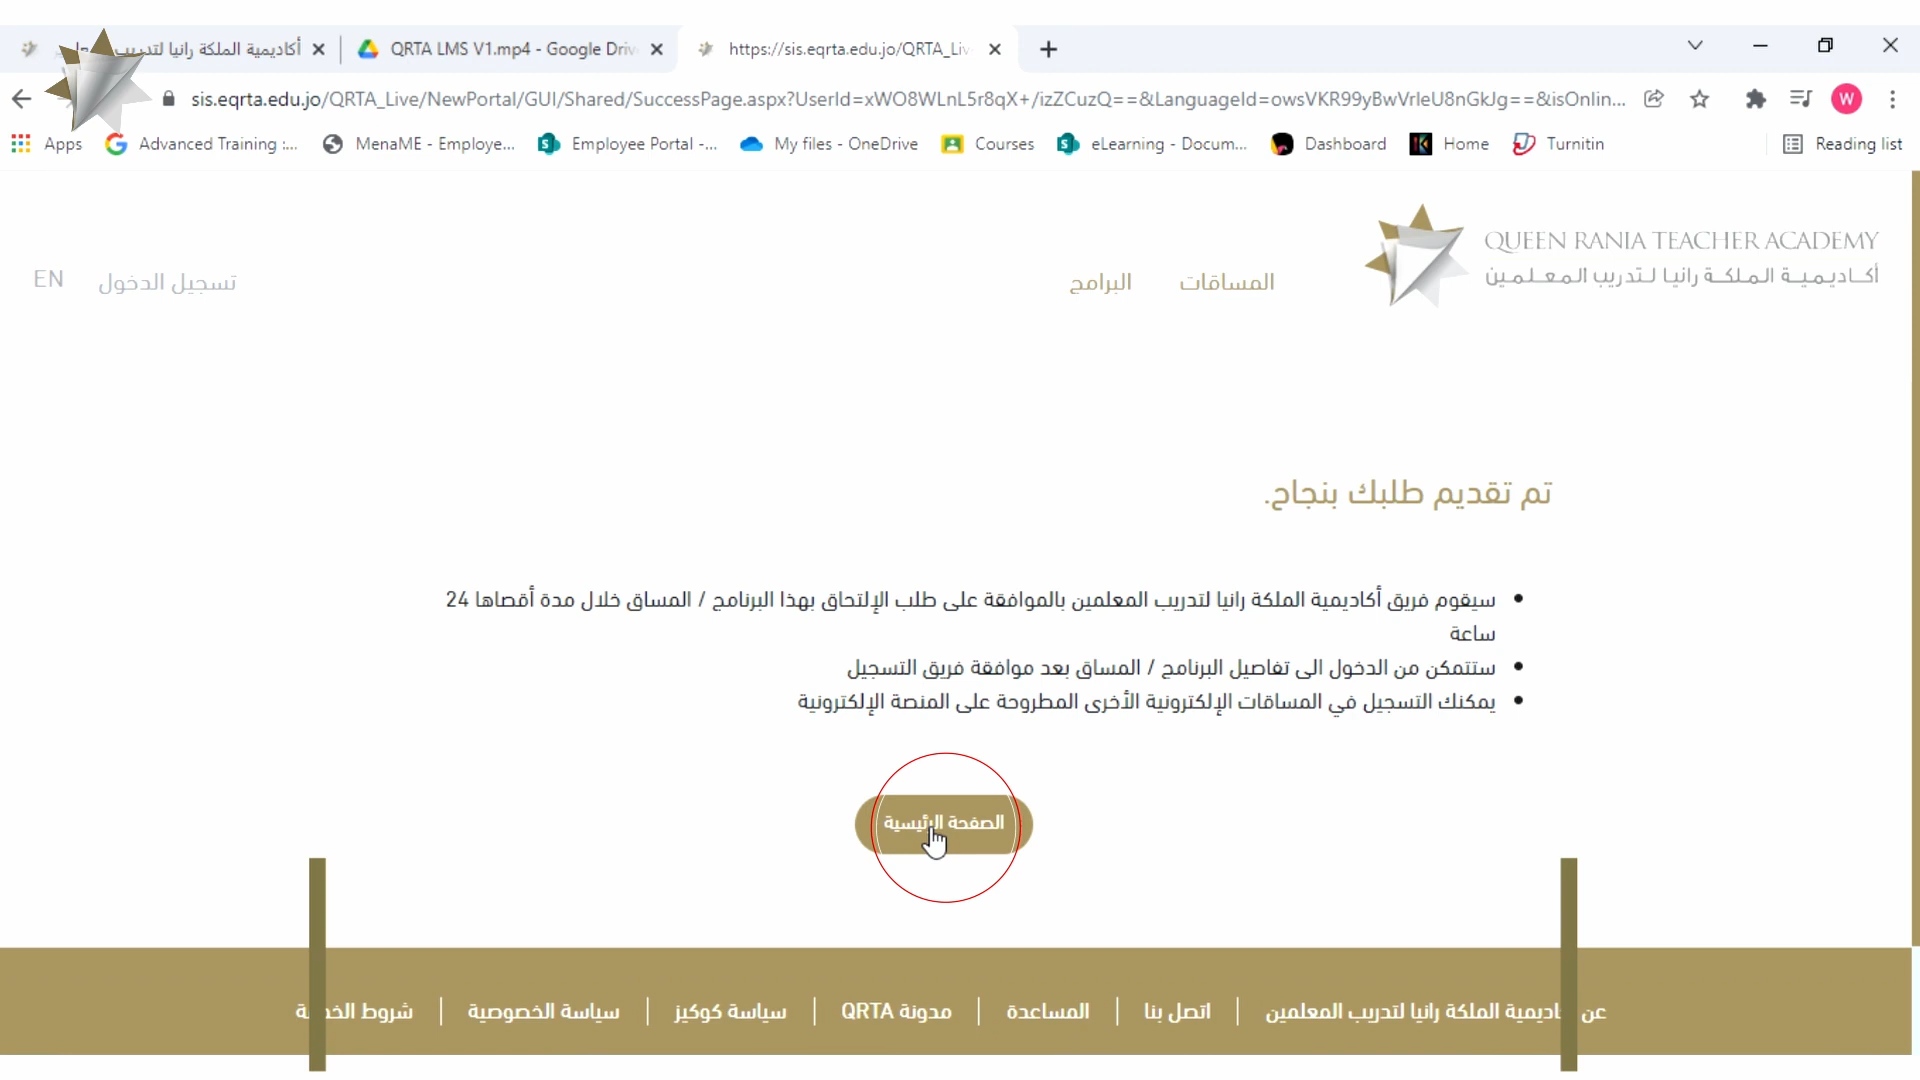 أكاديمية الملكة رانيا لتدريب
QRTA LMS V1.mp4 - Google Driv
https://sis.eqrta.edu.jo/QRTA_Liv
sis.eqrta.edu.jo/QRTA_Live/NewPortal/GUI/Shared/SuccessPage.aspx?UserId=xWO8WLnL5r8qX+/izZCuzQ==&LanguageId=owsVKR99yBwVrIeU8nGkJg==&isOnlin...
W
Apps
Advanced Training :...
MenaME - Employe...
Employee Portal -...
My files - OneDrive
Courses
eLearning - Docum...
Dashboard
Home
Turnitin
Reading list
QUEEN RANIA TEACHER ACADEMY
أكاديمية الملكة رانيا لتدريب المعلمين
المساقات
البرامج
تسجيل الدخول
EN
تم تقديم طلبك بنجاح.
سيقوم فريق أكاديمية الملكة رانيا لتدريب المعلمين بالموافقة على طلب الإلتحاق بهذا البرنامج / المساق خلال مدة أقصاها 24
ساعة
ستتمكن من الدخول الى تفاصيل البرنامج / المساق بعد موافقة فريق التسجيل
يمكنك التسجيل في المساقات الإلكترونية الأخرى المطروحة على المنصة الإلكترونية
الصفحة الرئيسية
عن أكاديمية الملكة رانيا لتدريب المعلمين
اتصل بنا
المساعدة
مدونة QRTA
سياسة كوكيز
سياسة الخصوصية
شروط الخدمة